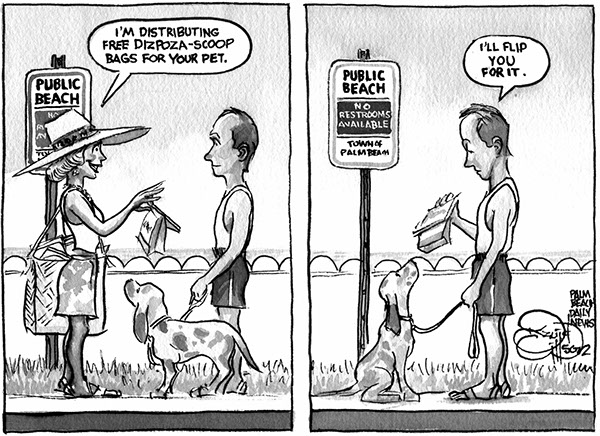 I'M DISTRIBUTING
FREE DIZPOZA-SCOOP
BAGS FOR YOUR PET.
PUBLIC
BEACH
NO
I'LL FLIP
YOU
FOR IT.
PUBLIC
BEACH
NO
RESTROOMS
AVAILABLE
TOWN OF
PALM BEACH
PALM
BEACH
DAILY
NEWS